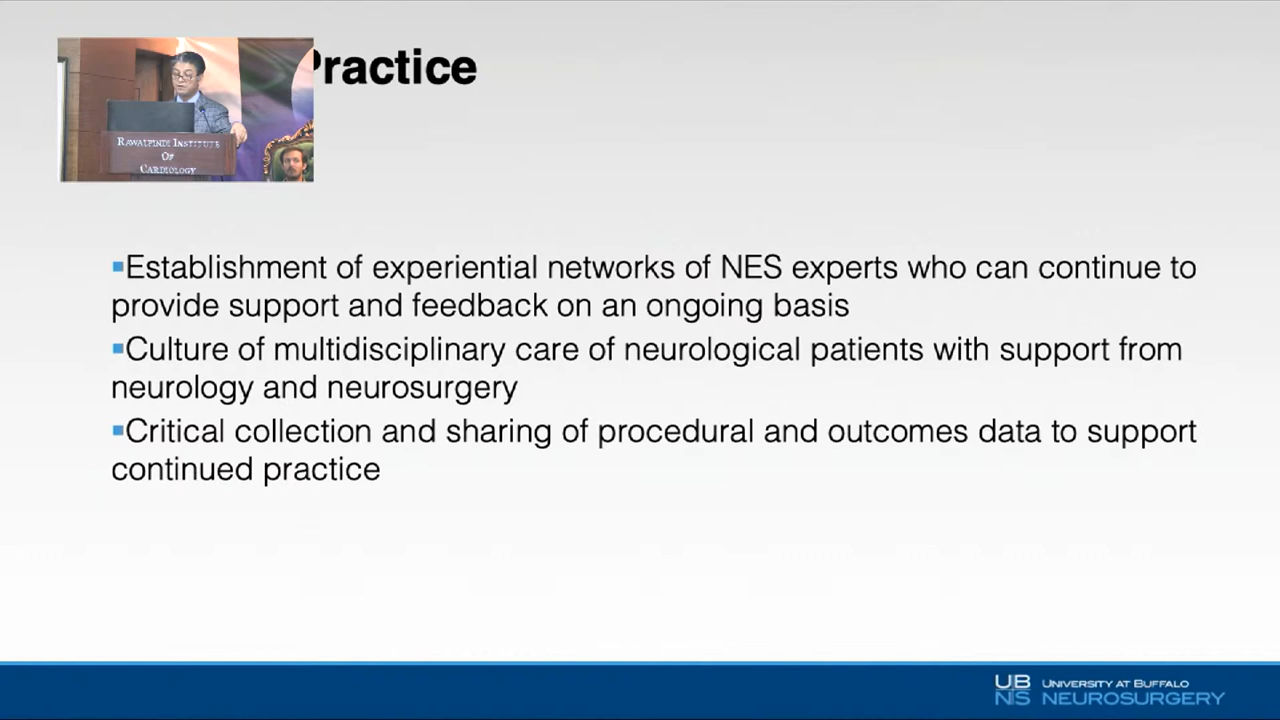 Practice
RAWALPINDI INSTITUTE
OF
CARDIOLOGY
▪Establishment of experiential networks of NES experts who can continue to
provide support and feedback on an ongoing basis
▪Culture of multidisciplinary care of neurological patients with support from
neurology and neurosurgery
▪Critical collection and sharing of procedural and outcomes data to support
continued practice
UB
NS
UNIVERSITY AT BUFFALO
NEUROSURGERY